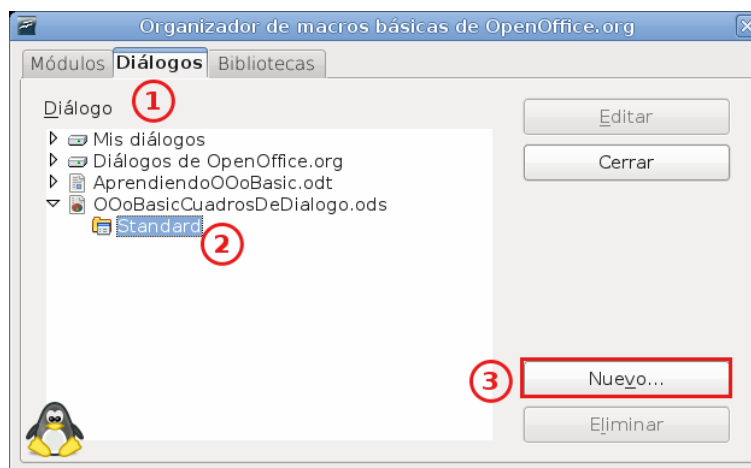 Organizador de macros básicas de OpenOffice.org
Módulos Diálogos Bibliotecas
Diálogo
1
Mis diálogos
Diálogos de OpenOffice.org
AprendiendoOOoBasic.odt
OOoBasicCuadrosDeDialogo.ods
Standard
2
Editar
Cerrar
3
Nuevo...
Eliminar